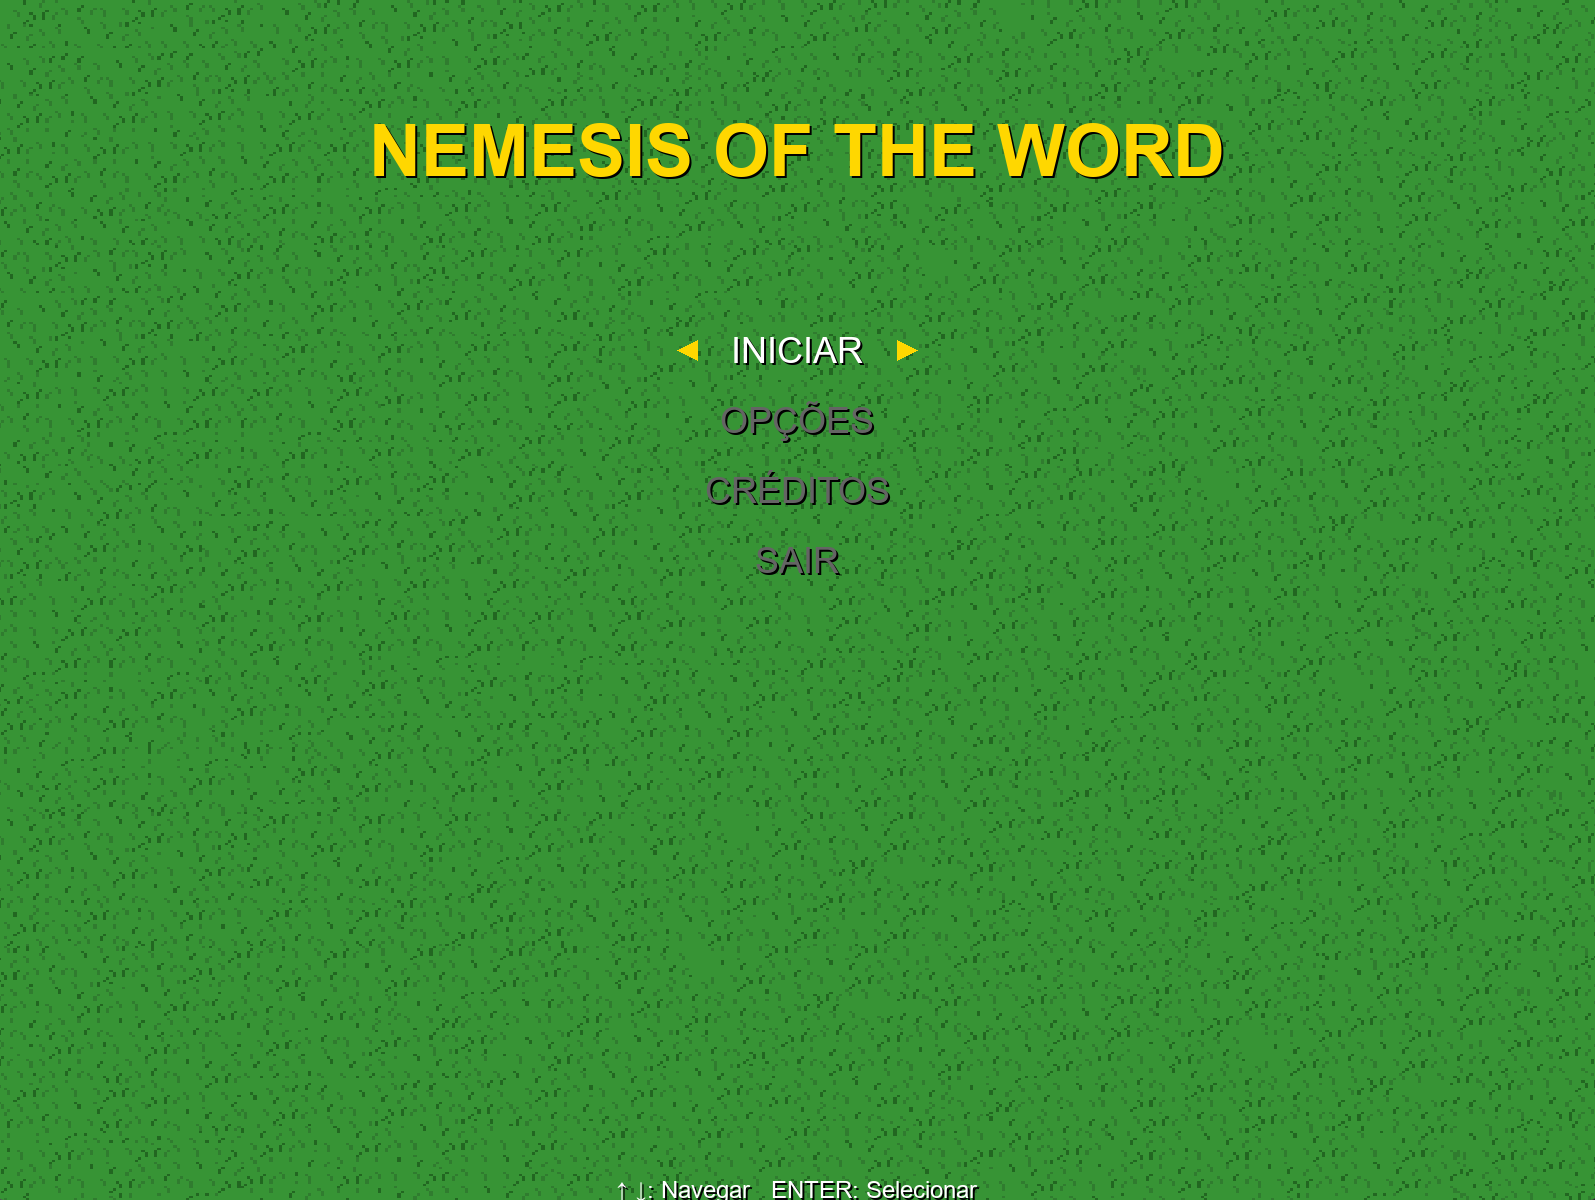 NEMESIS OF THE WORD
◄ INICIAR ►
OPÇÕES
CRÉDITOS
SAIR
↑ ↓: Navegar ENTER: Selecionar